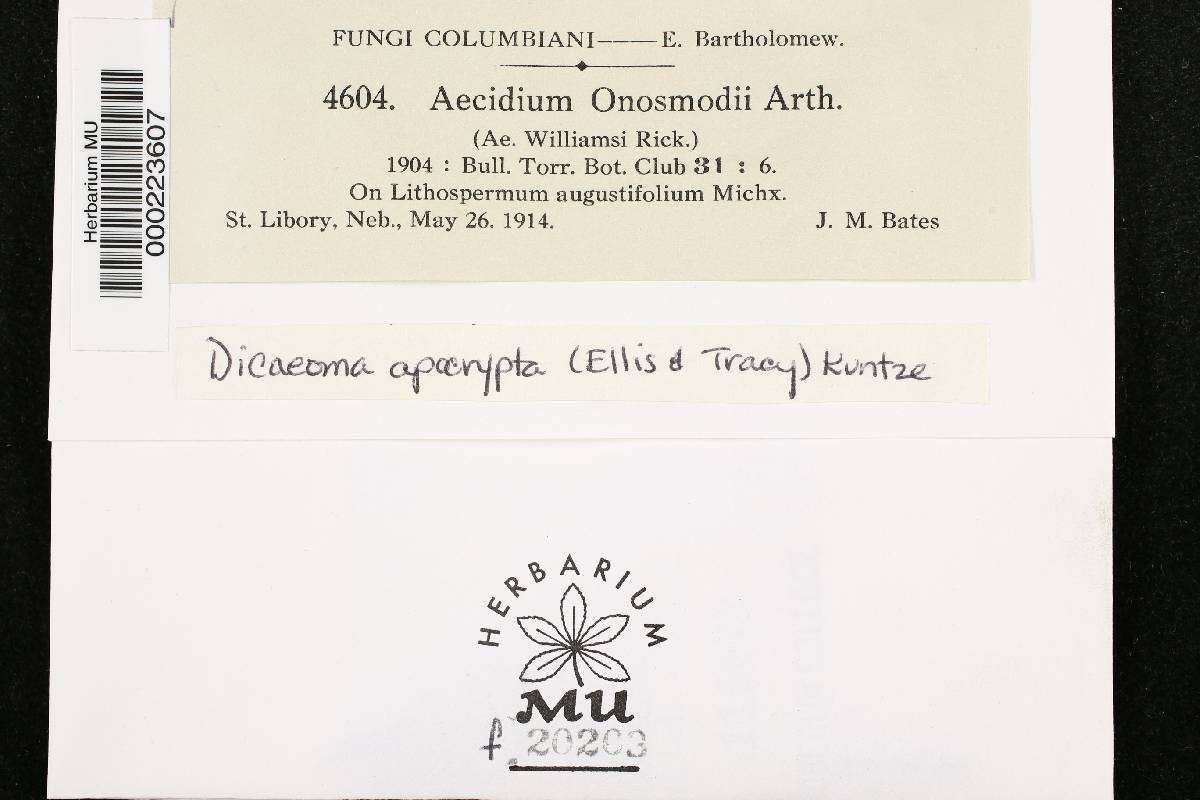 FUNGI COLUMBIANI——E. Bartholomew.
4604. Aecidium Onosmodii Arth.
(Ae. Williamsi Rick.)
1904 : Bull. Torr. Bot. Club 31 : 6.
On Lithospermum augustifolium Michx.
St. Libory, Neb., May 26. 1914. J. M. Bates
Herbarium MU
000223607
Dicaeoma apocrypta (Ellis & Tracy) Kuntze
HERBARIUM
MU
f. 20203